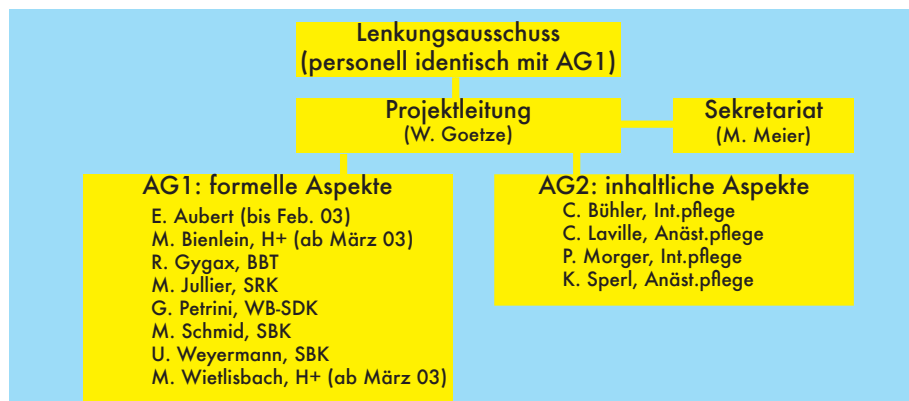 Lenkungsausschuss
(personell identisch mit AG1)
Projektleitung
(W. Goetze)
Sekretariat
(M. Meier)
AG1: formelle Aspekte
E. Aubert (bis Feb. 03)
M. Bienlein, H+ (ab März 03)
R. Gygax, BBT
M. Jullier, SRK
G. Petrini, WB-SDK
M. Schmid, SBK
U. Weyermann, SBK
M. Wietlisbach, H+ (ab März 03)
AG2: inhaltliche Aspekte
C. Bühler, Int.pflege
C. Laville, Anäst.pflege
P. Morger, Int.pflege
K. Sperl, Anäst.pflege